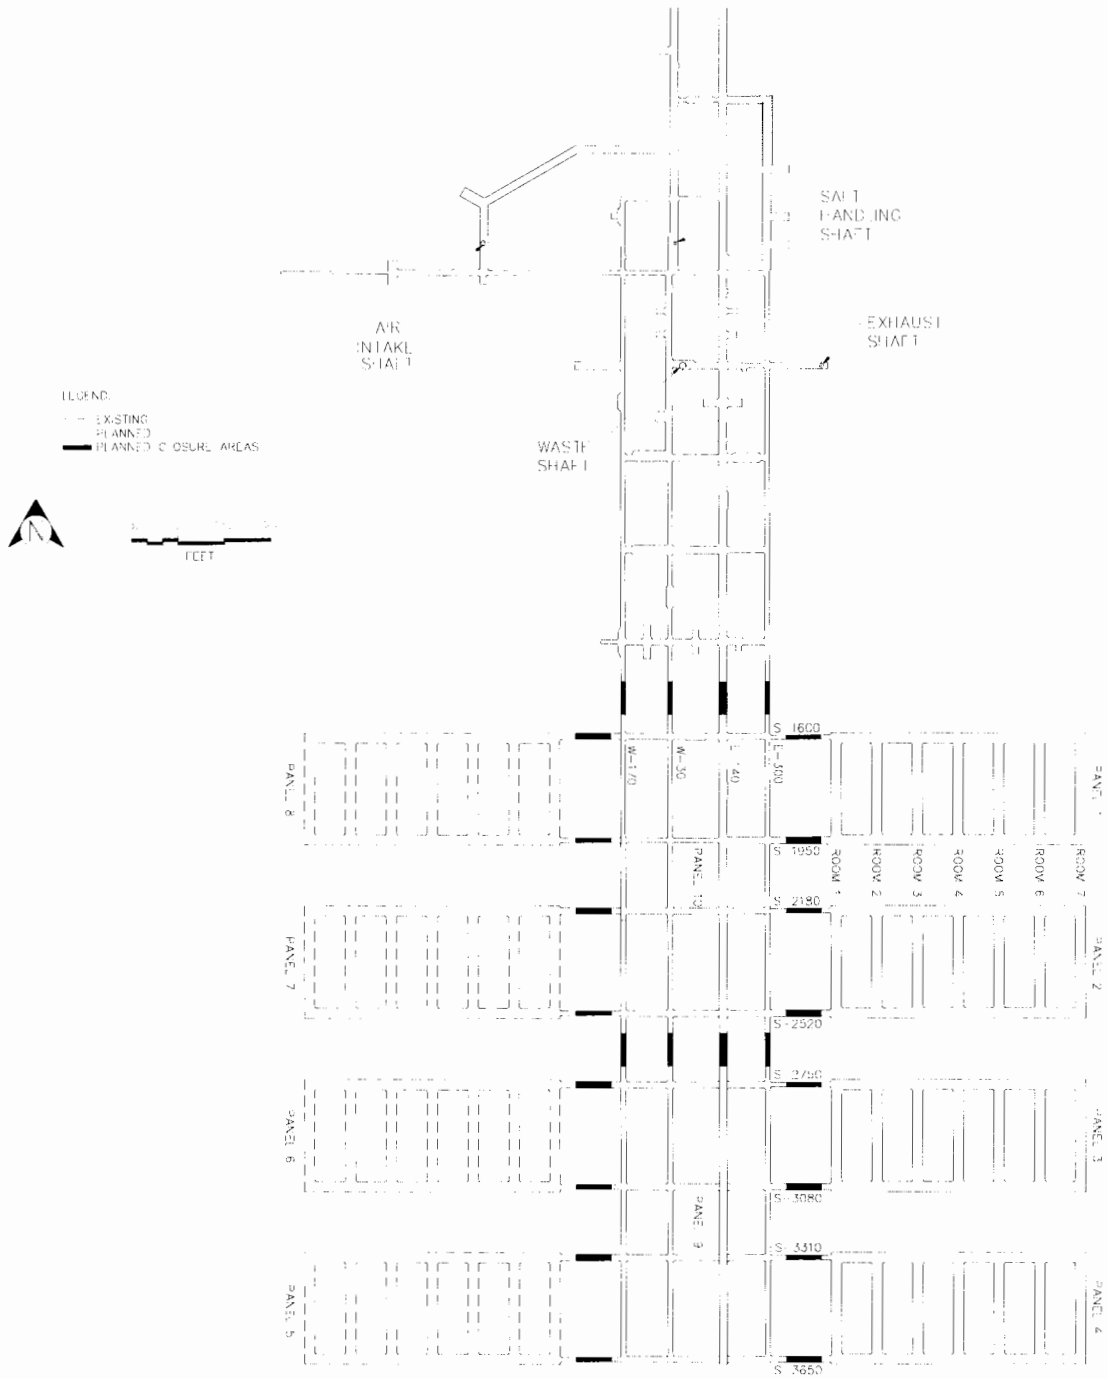 SALT
HANDLING
SHAFT
EXHAUST
SHAFT
AIR
INTAKE
SHAFT
LEGEND:
EXISTING
PLANNED
PLANNED CLOSURE AREAS
WASTE
SHAFT
N
FEET
S-1600
W-170
W-30
E-140
E-300
PANEL 8
PANEL
S-1950
PANEL 10
ROOM 1
ROOM 2
ROOM 3
ROOM 4
ROOM 5
ROOM 6
ROOM 7
S-2180
PANEL 7
PANEL 2
S-2520
S-2750
PANEL 6
PANEL 3
S-3080
PANEL 9
S-3310
PANEL 5
PANEL 4
S-3650